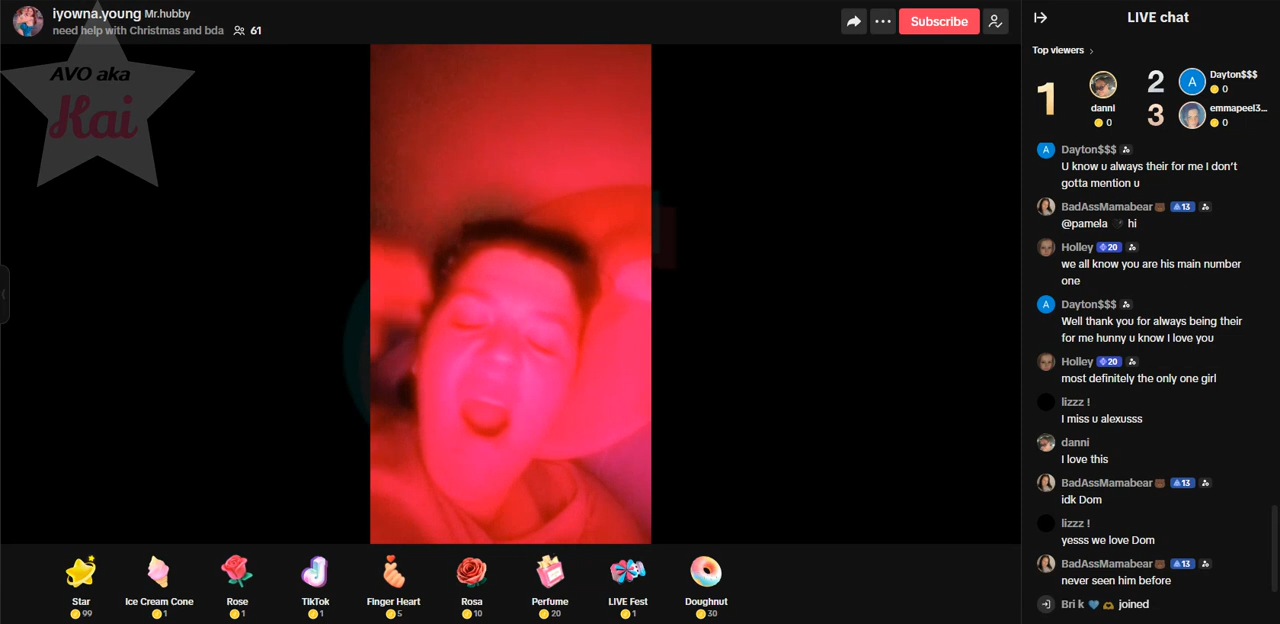 iyowna.young Mr.hubby
need help with Christmas and bda 61
Subscribe
AVO aka
Kai
LIVE chat
Top viewers
1
danni
0
2
A
Dayton$$$
0
3
emmapeel3...
0
A
Dayton$$$
U know u always their for me I don't
gotta mention u
BadAssMamabear 13
@pamela hi
Holley 20
we all know you are his main number
one
A
Dayton$$$
Well thank you for always being their
for me hunny u know I love you
Holley 20
most definitely the only one girl
lizzz !
I miss u alexusss
danni
I love this
BadAssMamabear 13
idk Dom
lizzz !
yesss we love Dom
BadAssMamabear 13
never seen him before
Bri k joined
Star
99
Ice Cream Cone
1
Rose
1
TikTok
1
Finger Heart
5
Rosa
10
Perfume
20
LIVE Fest
1
Doughnut
30